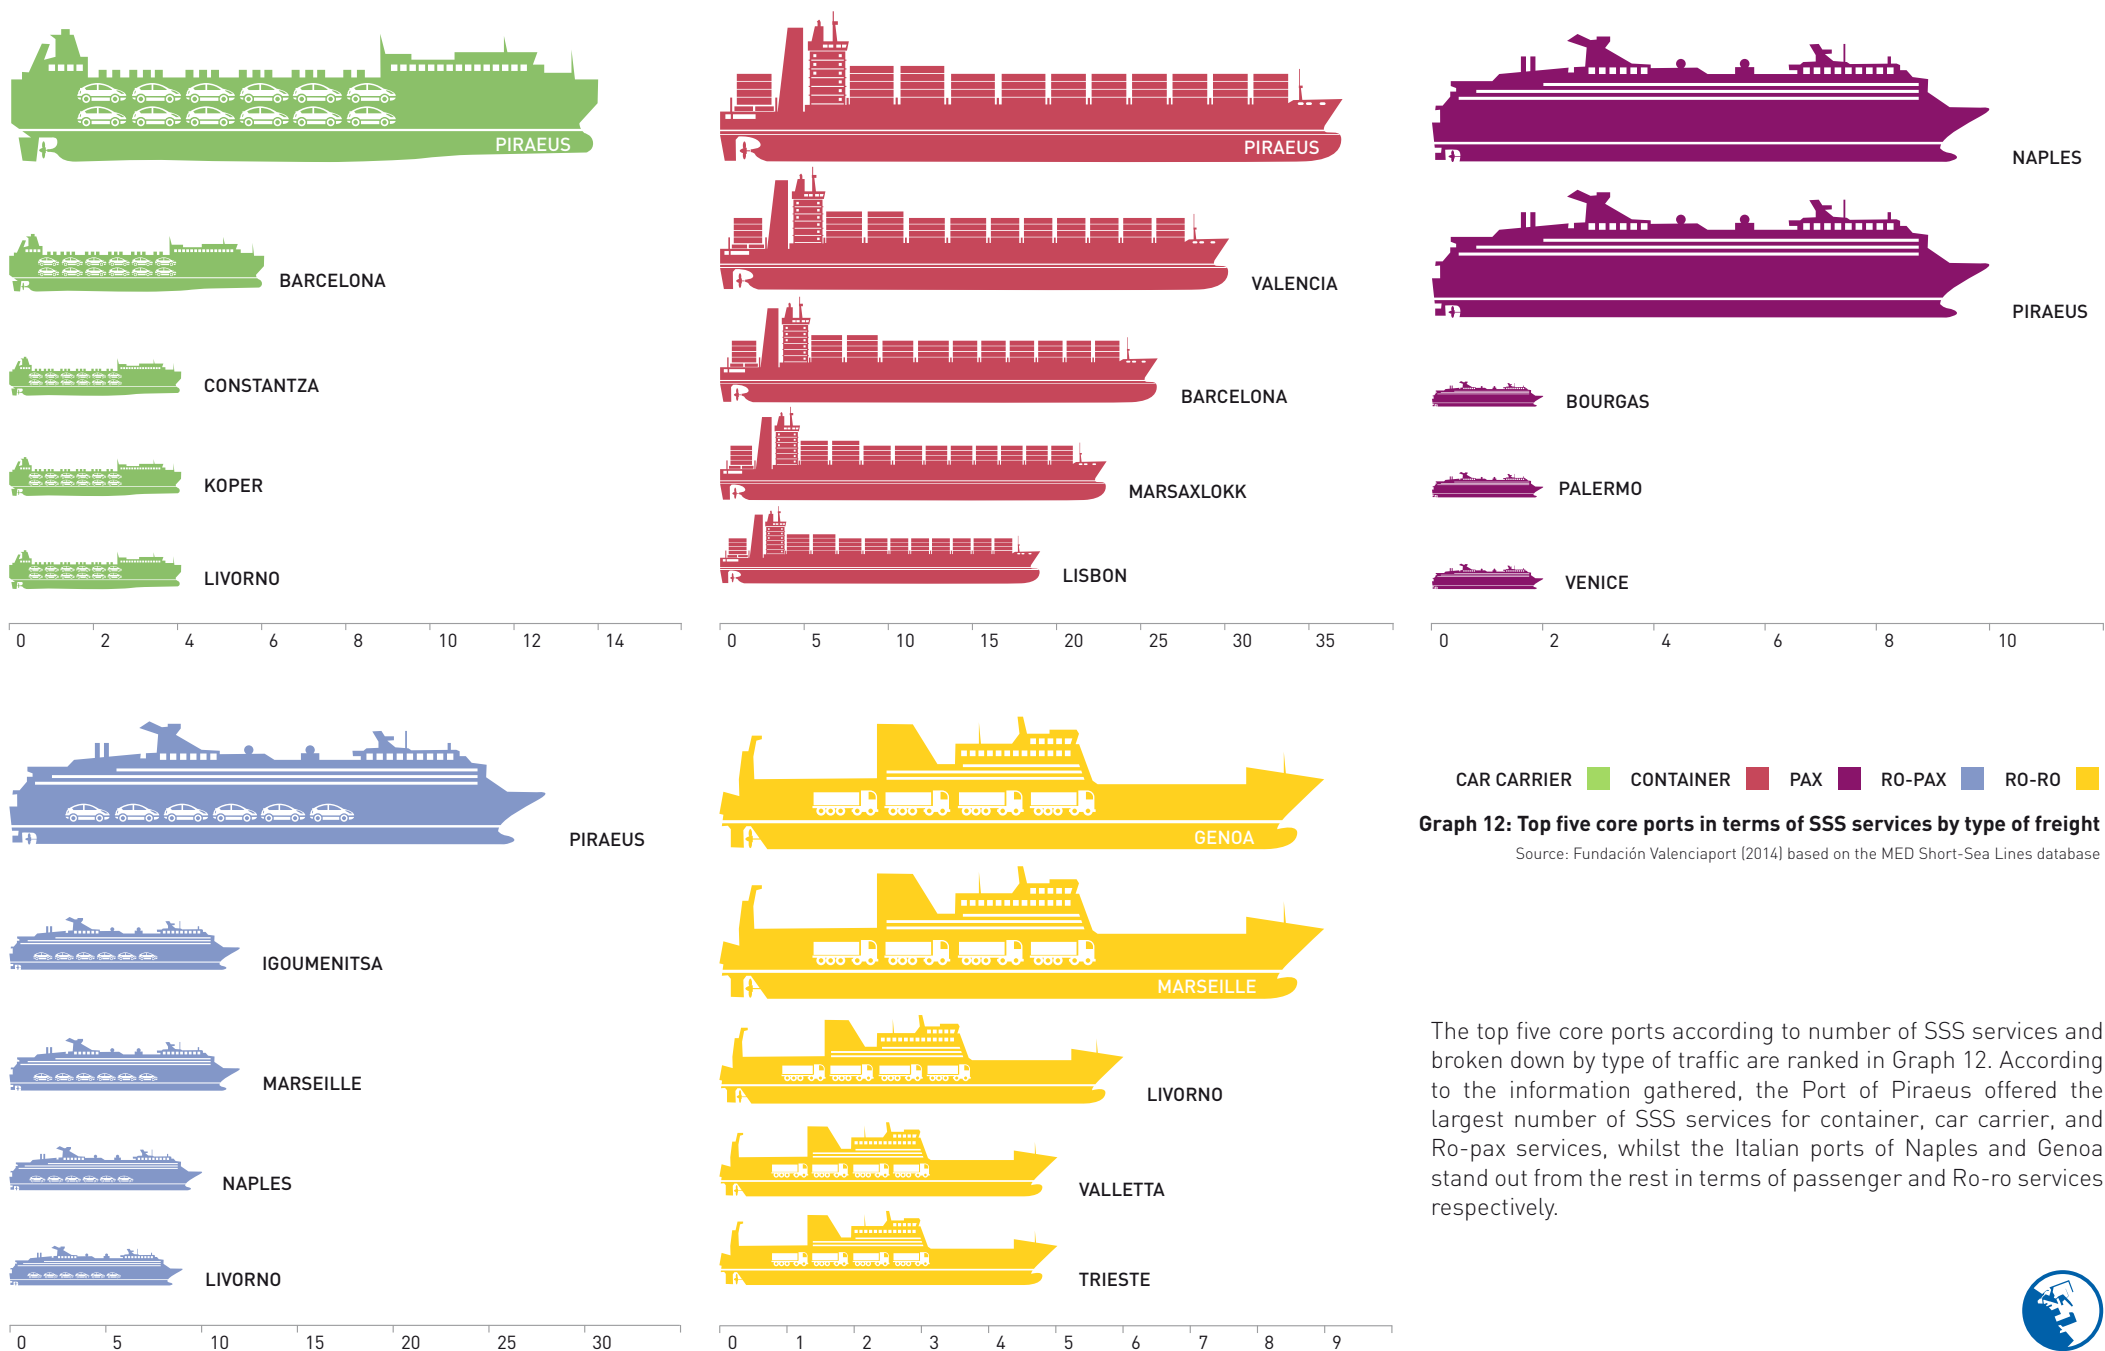 PIRAEUS
BARCELONA
CONSTANTZA
KOPER
LIVORNO
0 2 4 6 8 10 12 14
PIRAEUS
VALENCIA
BARCELONA
MARSAXLOKK
LISBON
0 5 10 15 20 25 30 35
NAPLES
PIRAEUS
BOURGAS
PALERMO
VENICE
0 2 4 6 8 10
PIRAEUS
IGOUMENITSA
MARSEILLE
NAPLES
LIVORNO
0 5 10 15 20 25 30
GENOA
MARSEILLE
LIVORNO
VALLETTA
TRIESTE
0 1 2 3 4 5 6 7 8 9
CAR CARRIER CONTAINER PAX RO-PAX RO-RO
Graph 12: Top five core ports in terms of SSS services by type of freight
Source: Fundación Valenciaport (2014) based on the MED Short-Sea Lines database
The top five core ports according to number of SSS services and
broken down by type of traffic are ranked in Graph 12. According
to the information gathered, the Port of Piraeus offered the
largest number of SSS services for container, car carrier, and
Ro-pax services, whilst the Italian ports of Naples and Genoa
stand out from the rest in terms of passenger and Ro-ro services
respectively.